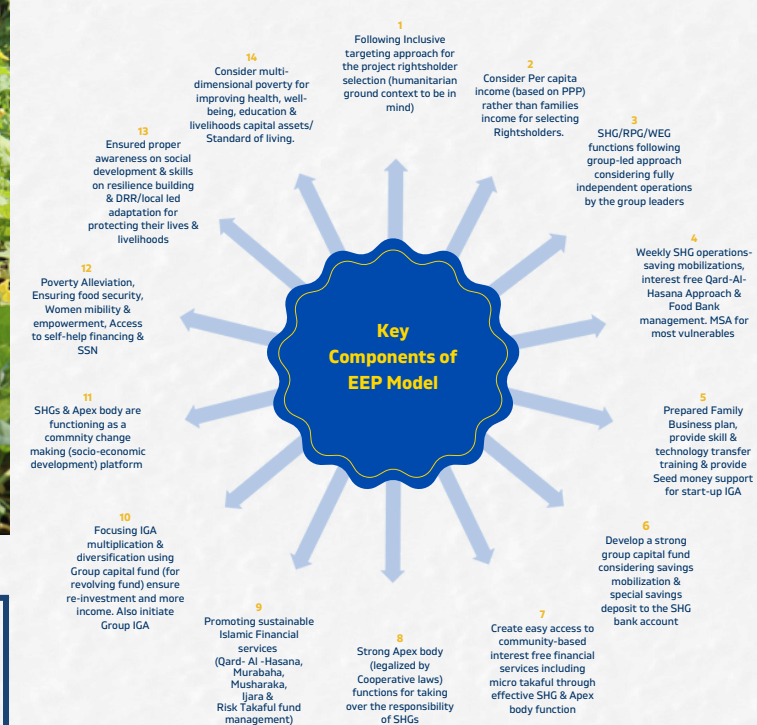 Key
Components of
EEP Model
1
Following Inclusive
targeting approach for
the project rightsholder
selection (humanitarian
ground context to be in
mind)
2
Consider Per capita
income (based on PPP)
rather than families
income for selecting
Rightsholders.
3
SHG/RPG/WEG
functions following
group-led approach
considering fully
independent operations
by the group leaders
4
Weekly SHG operations-
saving mobilizations,
interest free Qard-Al-
Hasana Approach &
Food Bank
management. MSA for
most vulnerables
5
Prepared Family
Business plan,
provide skill &
technology transfer
training & provide
Seed money support
for start-up IGA
6
Develop a strong
group capital fund
considering savings
mobilization &
special savings
deposit to the SHG
bank account
7
Create easy access to
community-based
interest free financial
services including
micro takaful through
effective SHG & Apex
body function
8
Strong Apex body
(legalized by
Cooperative laws)
functions for taking
over the responsibility
of SHGs
9
Promoting sustainable
Islamic Financial
services
(Qard- Al -Hasana,
Murabaha,
Musharaka,
Ijara &
Risk Takaful fund
management)
10
Focusing IGA
multiplication &
diversification using
Group capital fund (for
revolving fund) ensure
re-investment and more
income. Also initiate
Group IGA
11
SHGs & Apex body are
functioning as a
commnity change
making (socio-economic
development) platform
12
Poverty Alleviation,
Ensuring food security,
Women mibility &
empowerment, Access
to self-help financing &
SSN
13
Ensured proper
awareness on social
development & skills
on resilience building
& DRR/local led
adaptation for
protecting their lives &
livelihoods
14
Consider multi-
dimensional poverty for
improving health, well-
being, education &
livelihoods capital assets/
Standard of living.